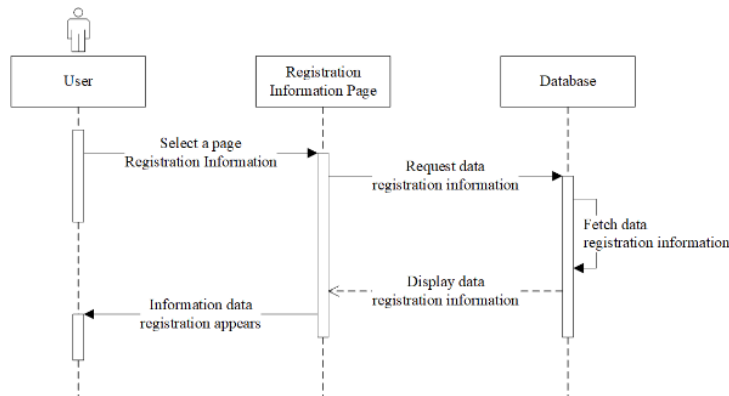 User
Registration
Information Page
Database
Select a page
Registration Information
Request data
registration information
Fetch data
registration information
Display data
registration information
Information data
registration appears